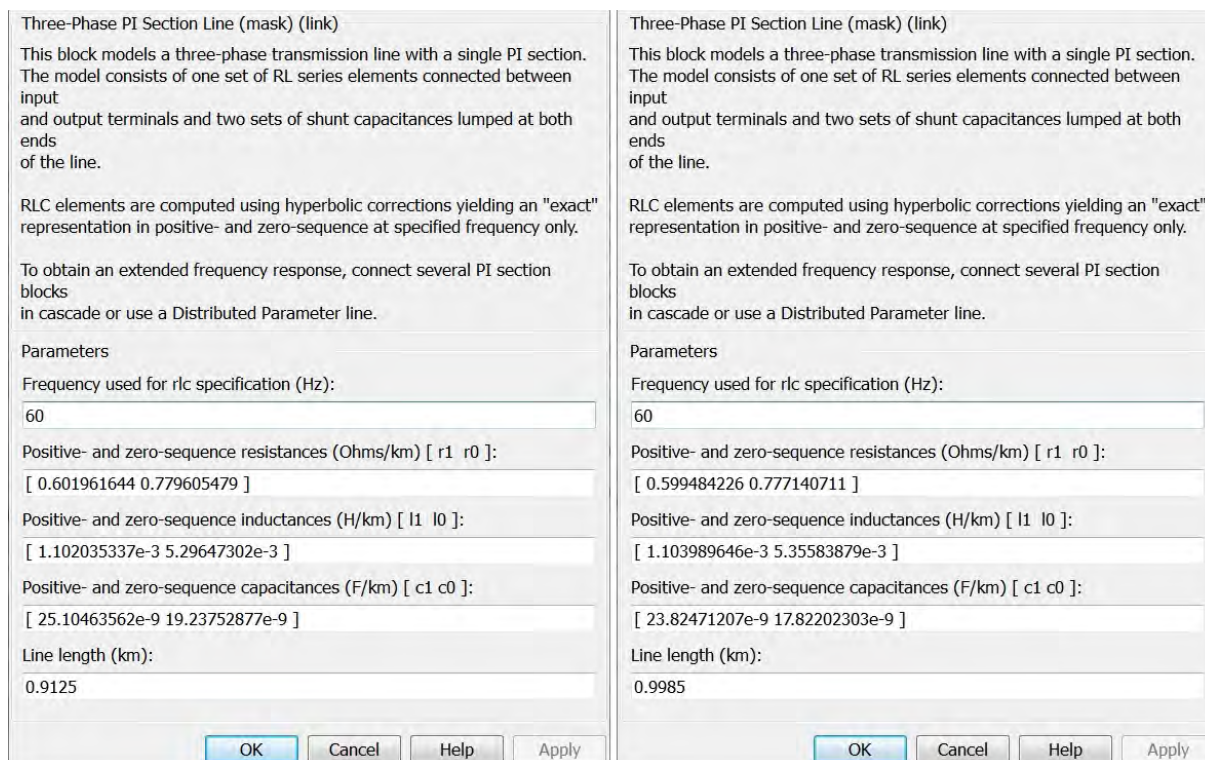 Three-Phase PI Section Line (mask) (link)
This block models a three-phase transmission line with a single PI section.
The model consists of one set of RL series elements connected between
input
and output terminals and two sets of shunt capacitances lumped at both
ends
of the line.
RLC elements are computed using hyperbolic corrections yielding an "exact"
representation in positive- and zero-sequence at specified frequency only.
To obtain an extended frequency response, connect several PI section
blocks
in cascade or use a Distributed Parameter line.
Parameters
Frequency used for rlc specification (Hz):
60
Positive- and zero-sequence resistances (Ohms/km) [ r1 r0 ]:
[ 0.601961644 0.779605479 ]
Positive- and zero-sequence inductances (H/km) [ l1 l0 ]:
[ 1.102035337e-3 5.29647302e-3 ]
Positive- and zero-sequence capacitances (F/km) [ c1 c0 ]:
[ 25.10463562e-9 19.23752877e-9 ]
Line length (km):
0.9125
OK Cancel Help Apply
Three-Phase PI Section Line (mask) (link)
This block models a three-phase transmission line with a single PI section.
The model consists of one set of RL series elements connected between
input
and output terminals and two sets of shunt capacitances lumped at both
ends
of the line.
RLC elements are computed using hyperbolic corrections yielding an "exact"
representation in positive- and zero-sequence at specified frequency only.
To obtain an extended frequency response, connect several PI section
blocks
in cascade or use a Distributed Parameter line.
Parameters
Frequency used for rlc specification (Hz):
60
Positive- and zero-sequence resistances (Ohms/km) [ r1 r0 ]:
[ 0.599484226 0.777140711 ]
Positive- and zero-sequence inductances (H/km) [ l1 l0 ]:
[ 1.103989646e-3 5.35583879e-3 ]
Positive- and zero-sequence capacitances (F/km) [ c1 c0 ]:
[ 23.82471207e-9 17.82202303e-9 ]
Line length (km):
0.9985
OK Cancel Help Apply